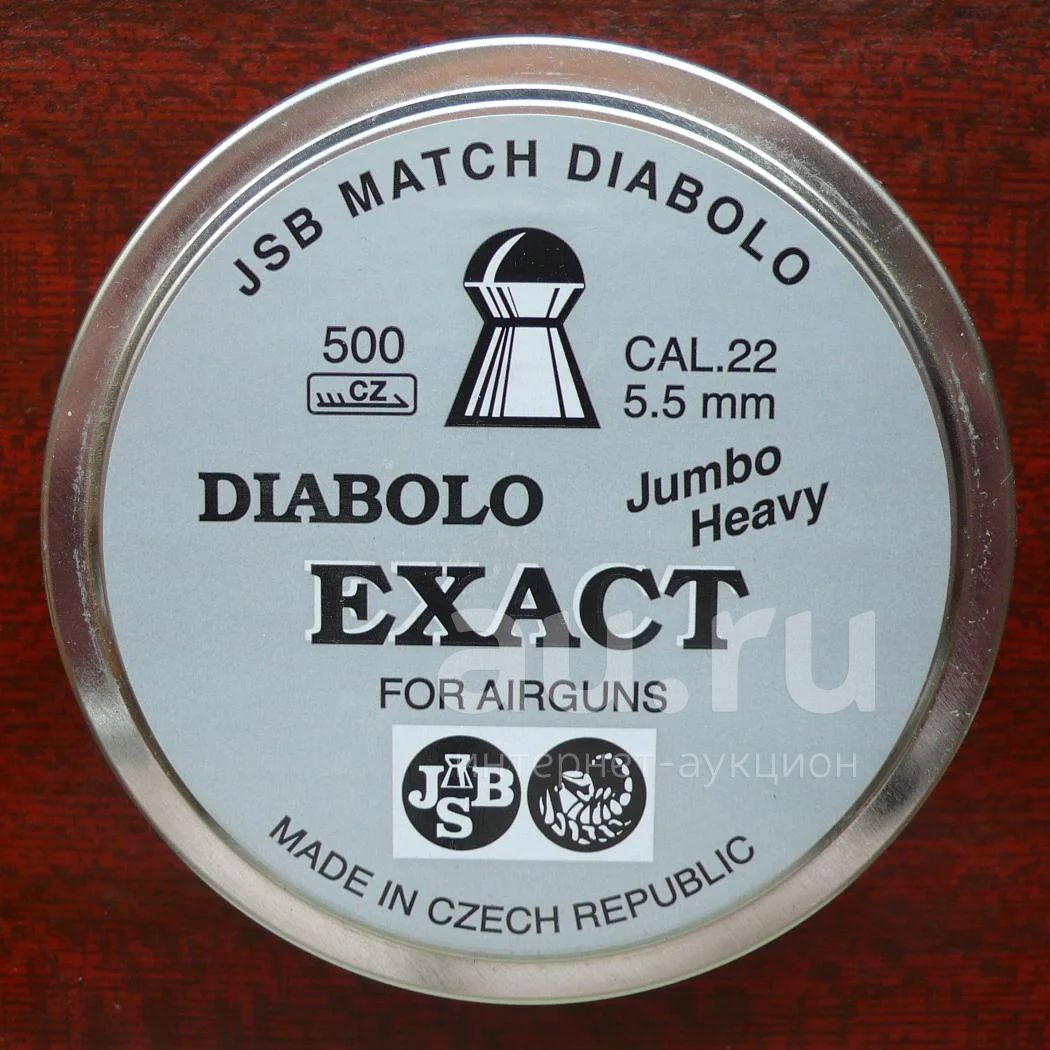 JSB MATCH DIABOLO
500
CZ
CAL.22
5.5 mm
DIABOLO
Jumbo
Heavy
EXACT
au.ru
FOR AIRGUNS
интернет-аукцион
JSB
MADE IN CZECH REPUBLIC